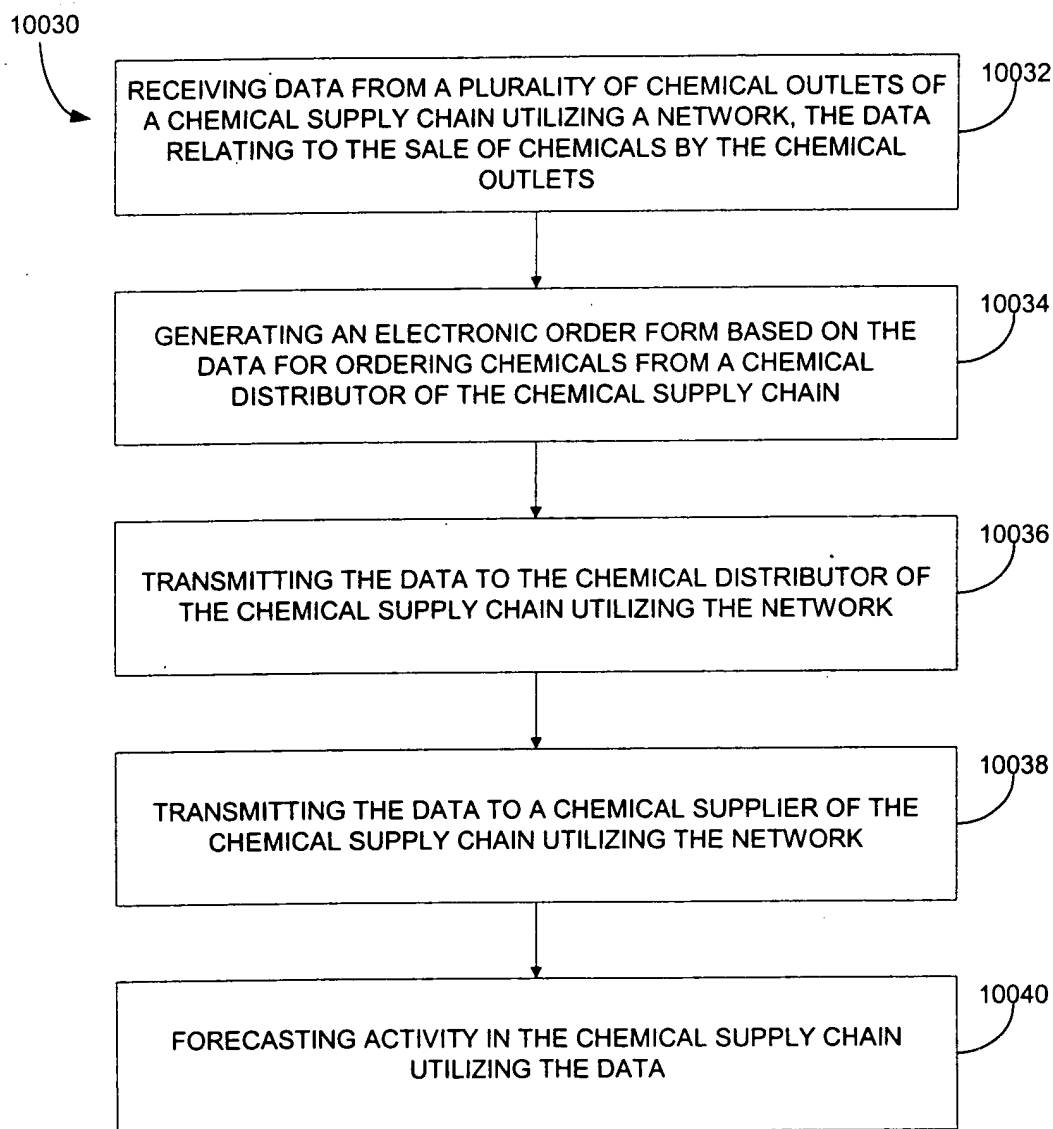 10030
RECEIVING DATA FROM A PLURALITY OF CHEMICAL OUTLETS OF
A CHEMICAL SUPPLY CHAIN UTILIZING A NETWORK, THE DATA
RELATING TO THE SALE OF CHEMICALS BY THE CHEMICAL
OUTLETS
10032
GENERATING AN ELECTRONIC ORDER FORM BASED ON THE
DATA FOR ORDERING CHEMICALS FROM A CHEMICAL
DISTRIBUTOR OF THE CHEMICAL SUPPLY CHAIN
10034
TRANSMITTING THE DATA TO THE CHEMICAL DISTRIBUTOR OF
THE CHEMICAL SUPPLY CHAIN UTILIZING THE NETWORK
10036
TRANSMITTING THE DATA TO A CHEMICAL SUPPLIER OF THE
CHEMICAL SUPPLY CHAIN UTILIZING THE NETWORK
10038
FORECASTING ACTIVITY IN THE CHEMICAL SUPPLY CHAIN
UTILIZING THE DATA
10040